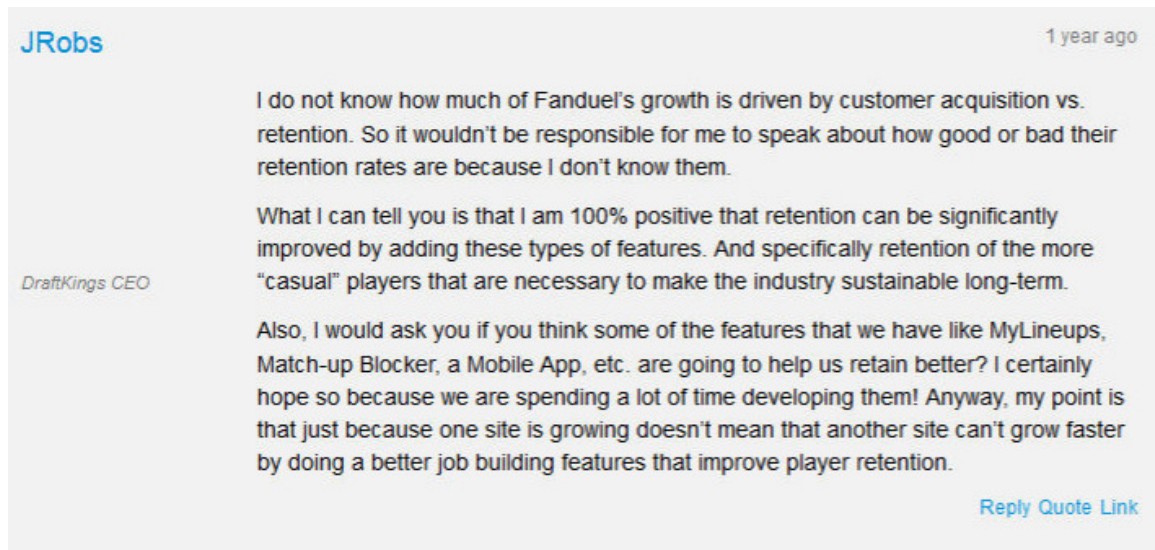 JRobs
1 year ago
I do not know how much of Fanduel's growth is driven by customer acquisition vs.
retention. So it wouldn't be responsible for me to speak about how good or bad their
retention rates are because I don't know them.
What I can tell you is that I am 100% positive that retention can be significantly
improved by adding these types of features. And specifically retention of the more
DraftKings CEO
“casual” players that are necessary to make the industry sustainable long-term.
Also, I would ask you if you think some of the features that we have like MyLineups,
Match-up Blocker, a Mobile App, etc. are going to help us retain better? I certainly
hope so because we are spending a lot of time developing them! Anyway, my point is
that just because one site is growing doesn't mean that another site can't grow faster
by doing a better job building features that improve player retention.
Reply Quote Link